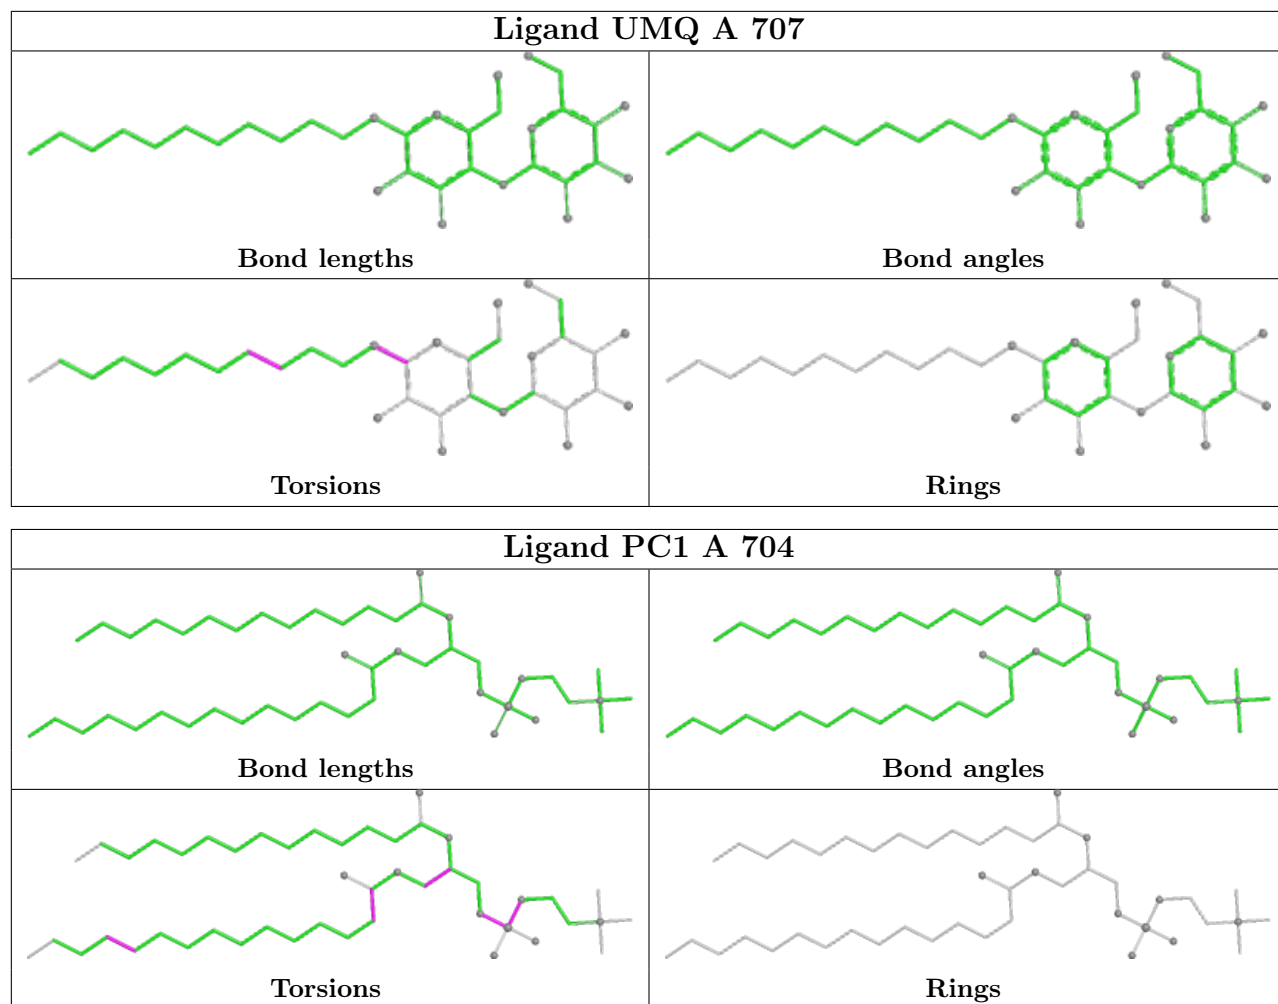 Ligand UMQ A 707
Bond lengths
Bond angles
Torsions
Rings
Ligand PC1 A 704
Bond lengths
Bond angles
Torsions
Rings